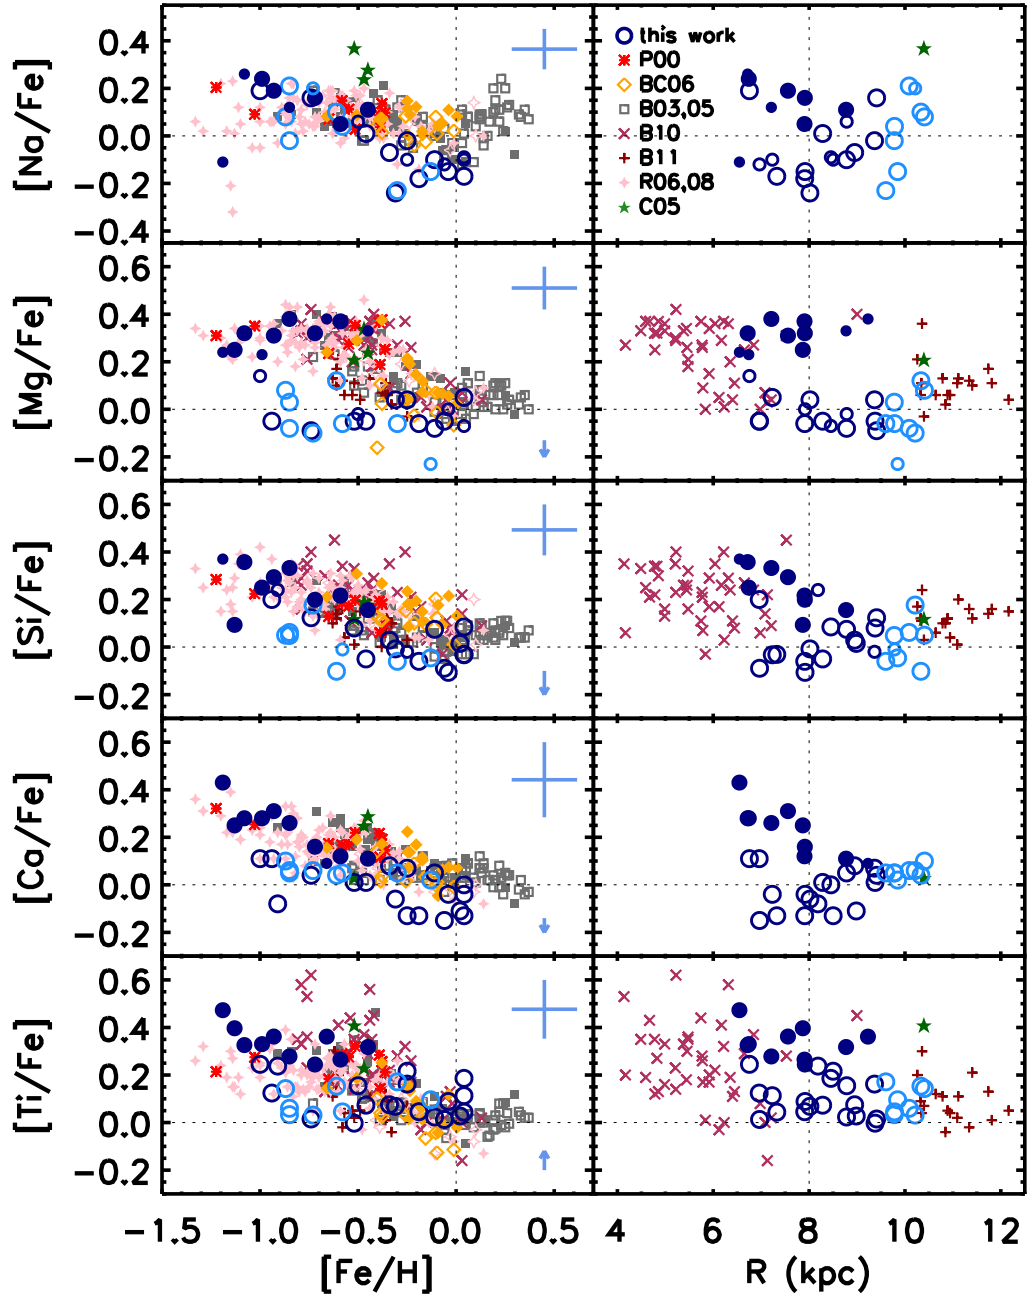 [Na/Fe]
0.4
0.2
0.0
−0.2
−0.4
this work
P00
BC06
B03,05
B10
B11
R06,08
C05
[Mg/Fe]
0.6
0.4
0.2
0.0
−0.2
[Si/Fe]
0.6
0.4
0.2
0.0
−0.2
[Ca/Fe]
0.6
0.4
0.2
0.0
−0.2
[Ti/Fe]
0.6
0.4
0.2
0.0
−0.2
−1.5 −1.0 −0.5 0.0 0.5 4 6 8 10 12
[Fe/H] R (kpc)